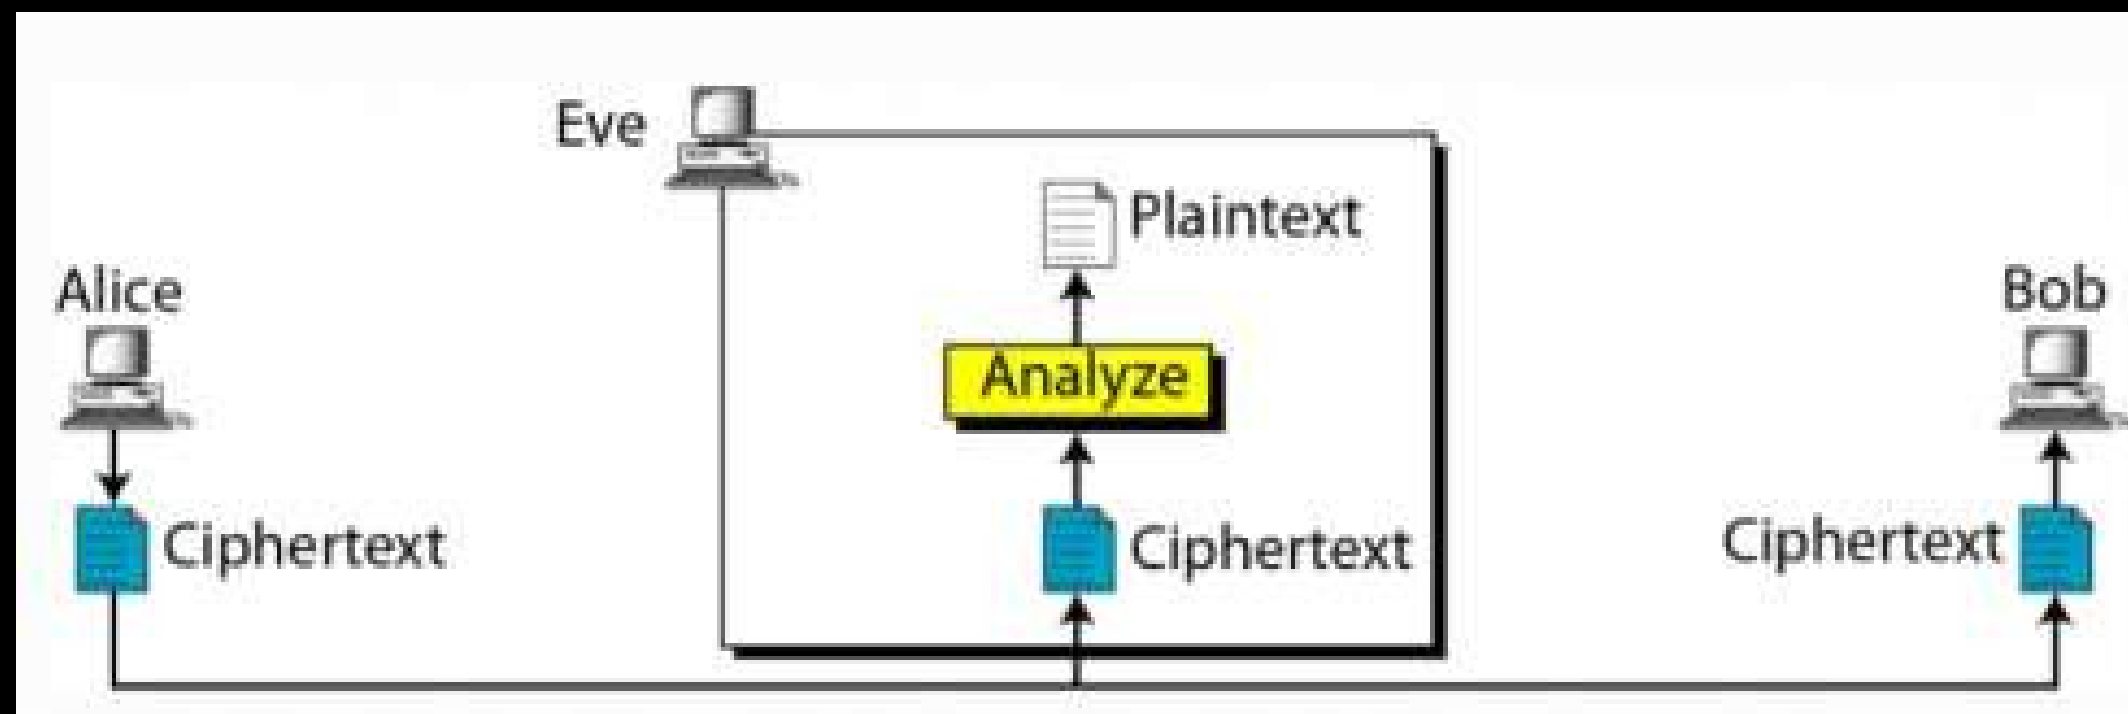 Eve
Plaintext
Alice
Bob
Analyze
Ciphertext
Ciphertext
Ciphertext